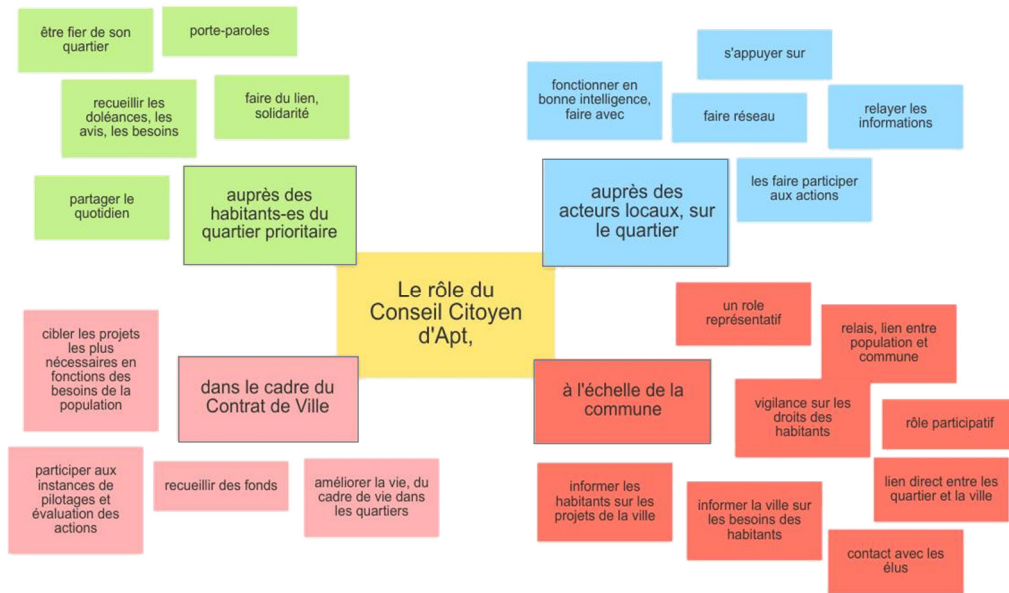 être fier de son
quartier
porte-paroles
recueillir les
doléances, les
avis, les besoins
faire du lien,
solidarité
partager le
quotidien
auprès des
habitants-es du
quartier prioritaire
s'appuyer sur
fonctionner en
bonne intelligence,
faire avec
faire réseau
relayer les
informations
auprès des
acteurs locaux, sur
le quartier
les faire participer
aux actions
Le rôle du
Conseil Citoyen
d'Apt,
cibler les projets
les plus
nécessaires en
fonctions des
besoins de la
population
dans le cadre du
Contrat de Ville
participer aux
instances de
pilotages et
évaluation des
actions
recueillir des fonds
améliorer la vie, du
cadre de vie dans
les quartiers
un role
représentatif
relais, lien entre
population et
commune
à l'échelle de la
commune
vigilance sur les
droits des
habitants
rôle participatif
informer les
habitants sur les
projets de la ville
informer la ville sur
les besoins des
habitants
lien direct entre les
quartier et la ville
contact avec les
élus